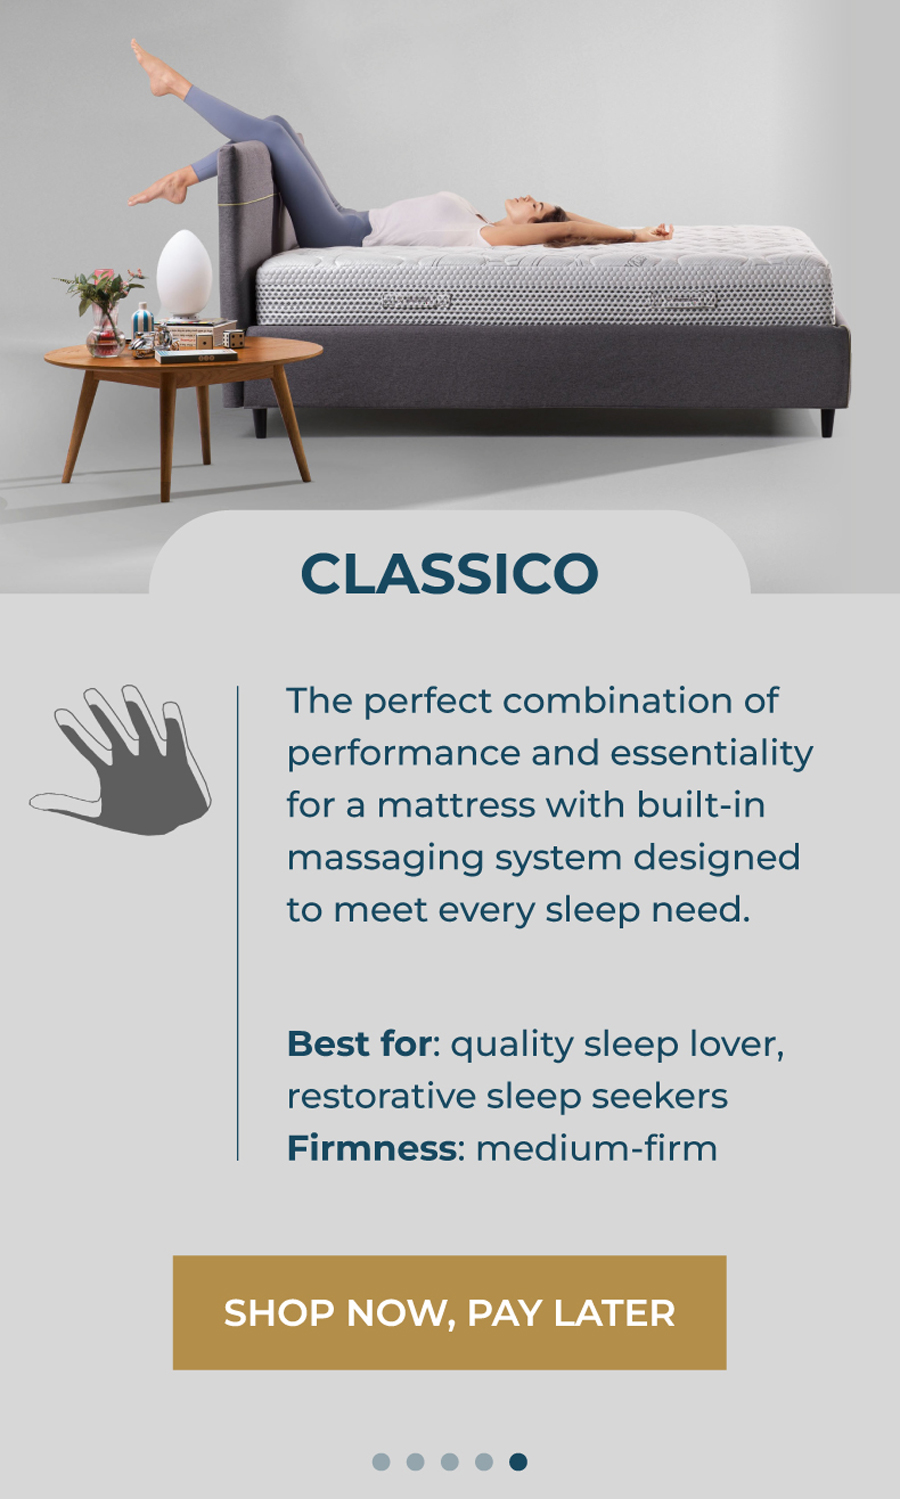 CLASSICO
The perfect combination of
performance and essentiality
for a mattress with built-in
massaging system designed
to meet every sleep need.
Best for: quality sleep lover,
restorative sleep seekers
Firmness: medium-firm
SHOP NOW, PAY LATER